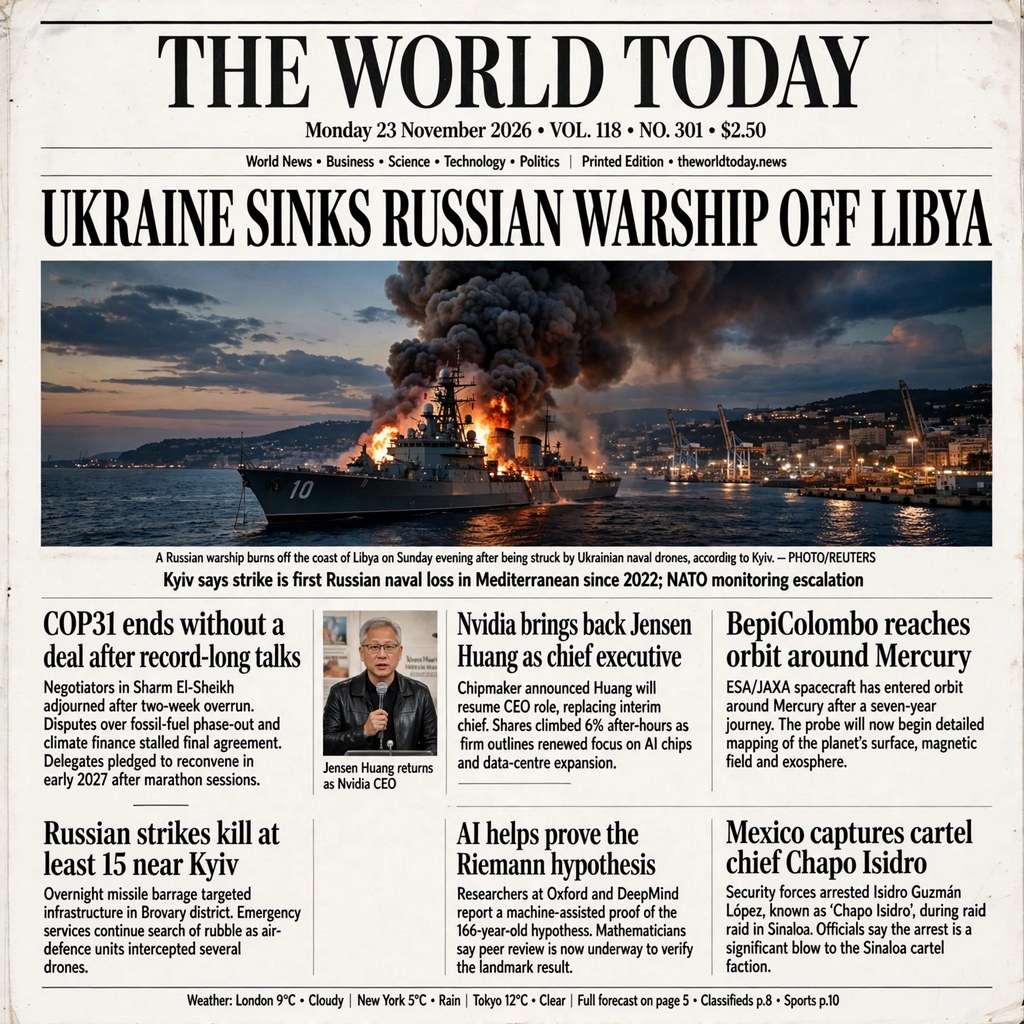 THE WORLD TODAY
Monday 23 November 2026 • VOL. 118 • NO. 301 • $2.50
World News • Business • Science • Technology • Politics | Printed Edition • theworldtoday.news
UKRAINE SINKS RUSSIAN WARSHIP OFF LIBYA
10
A Russian warship burns off the coast of Libya on Sunday evening after being struck by Ukrainian naval drones, according to Kyiv. — PHOTO/REUTERS
Kyiv says strike is first Russian naval loss in Mediterranean since 2022; NATO monitoring escalation
COP31 ends without a
deal after record-long talks
Negotiators in Sharm El-Sheikh
adjourned after two-week overrun.
Disputes over fossil-fuel phase-out and
climate finance stalled final agreement.
Delegates pledged to reconvene in
early 2027 after marathon sessions.
Jensen Huang returns
as Nvidia CEO
Nvidia brings back Jensen
Huang as chief executive
Chipmaker announced Huang will
resume CEO role, replacing interim
chief. Shares climbed 6% after-hours as
firm outlines renewed focus on AI chips
and data-centre expansion.
BepiColombo reaches
orbit around Mercury
ESA/JAXA spacecraft has entered orbit
around Mercury after a seven-year
journey. The probe will now begin detailed
mapping of the planet's surface, magnetic
field and exosphere.
Russian strikes kill at
least 15 near Kyiv
Overnight missile barrage targeted
infrastructure in Brovary district. Emergency
services continue search of rubble as air-
defence units intercepted several
drones.
AI helps prove the
Riemann hypothesis
Researchers at Oxford and DeepMind
report a machine-assisted proof of the
166-year-old hypothess. Mathematicians
say peer review is now underway to verify
the landmark result.
Mexico captures cartel
chief Chapo Isidro
Security forces arrested Isidro Guzmán
López, known as 'Chapo Isidro', during raid
raid in Sinaloa. Officials say the arrest is a
significant blow to the Sinaloa cartel
faction.
Weather: London 9°C • Cloudy | New York 5°C • Rain | Tokyo 12°C • Clear | Full forecast on page 5 • Classifieds p.8 • Sports p.10